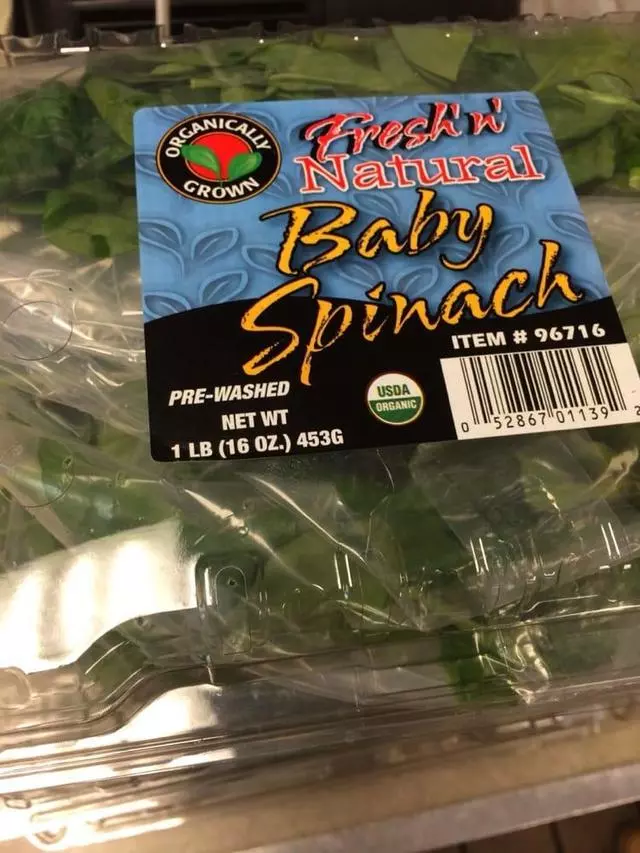 ORGANICALLY
GROWN
Fresh 'n'
Natural
Baby
Spinach
ITEM # 96716
PRE-WASHED
NET WT
1 LB (16 OZ.) 453G
USDA
ORGANIC
0 52867 01139 2